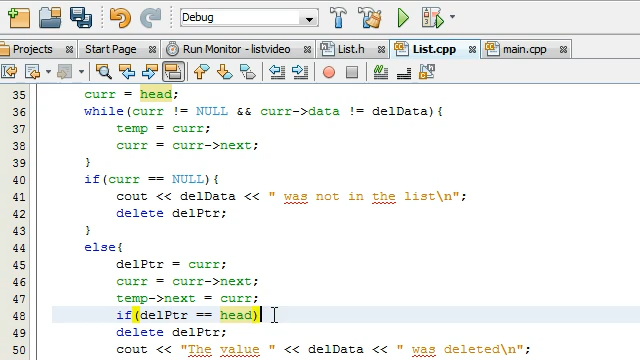 Debug
Projects Start Page Run Monitor - listvideo List.h List.cpp main.cpp
35 curr = head;
36 while(curr != NULL && curr->data != delData){
37 temp = curr;
38 curr = curr->next;
39 }
40 if(curr == NULL){
41 cout << delData << " was not in the list\n";
42 delete delPtr;
43 }
44 else{
45 delPtr = curr;
46 curr = curr->next;
47 temp->next = curr;
48 if(delPtr == head)
49 delete delPtr;
50 cout << "The value " << delData << " was deleted\n";